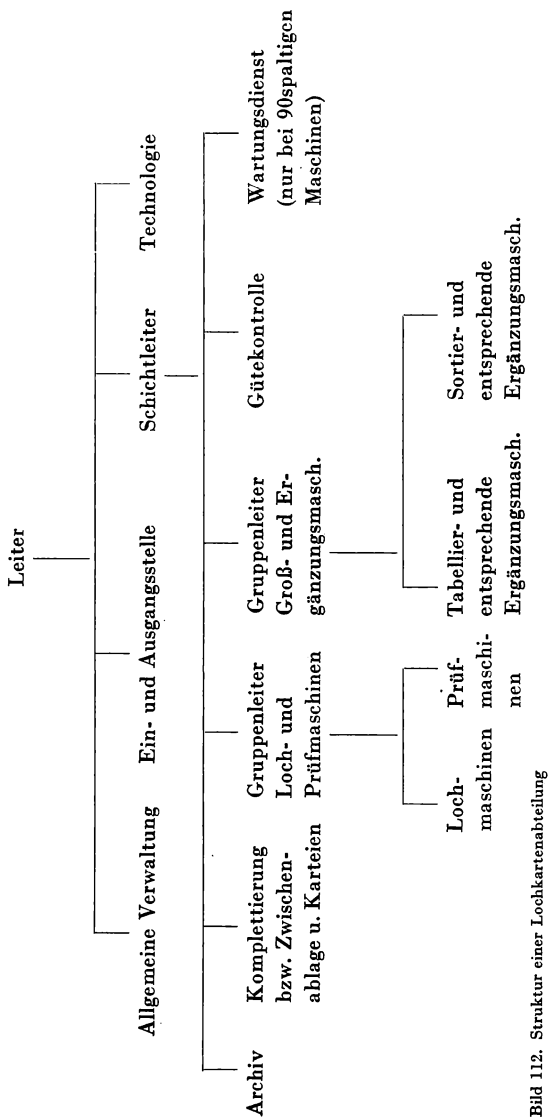 Leiter
Allgemeine Verwaltung
Ein- und Ausgangsstelle
Schichtleiter
Technologie
Archiv
Komplettierung
bzw. Zwischen-
ablage u. Karteien
Gruppenleiter
Loch- und
Prüfmaschinen
Gruppenleiter
Groß- und Er-
gänzungsmasch.
Gütekontrolle
Wartungsdienst
(nur bei 90spaltigen
Maschinen)
Loch-
maschinen
Prüf-
maschi-
nen
Tabellier- und
entsprechende
Ergänzungsmasch.
Sortier- und
entsprechende
Ergänzungsmasch.
Bild 112. Struktur einer Lochkartenabteilung